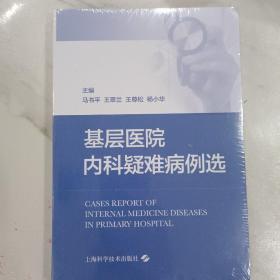 主编
马书平 王翠兰 王尊松 杨小华
基层医院
内科疑难病例选
CASES REPORT OF
INTERNAL MEDICINE DISEASES
IN PRIMARY HOSPITAL
上海科学技术出版社